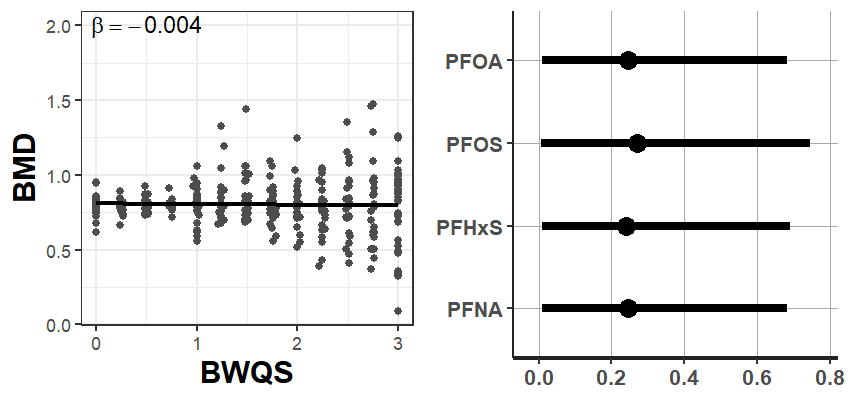 β = −0.004
2.0
1.5
1.0
0.5
0.0
BMD
0 1 2 3
BWQS
PFOA
PFOS
PFHxS
PFNA
0.0 0.2 0.4 0.6 0.8